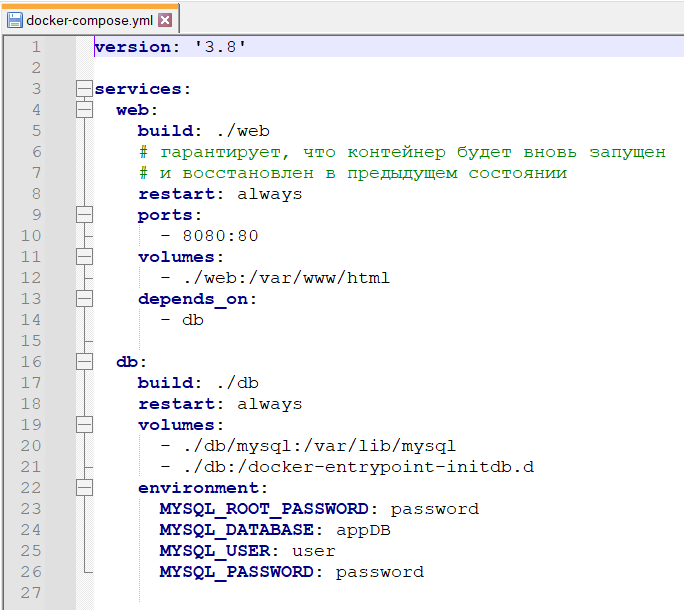 docker-compose.yml
1 version: '3.8'
2
3 services:
4   web:
5     build: ./web
6     # гарантирует, что контейнер будет вновь запущен
7     # и восстановлен в предыдущем состоянии
8     restart: always
9     ports:
10       - 8080:80
11     volumes:
12       - ./web:/var/www/html
13     depends_on:
14       - db
15
16   db:
17     build: ./db
18     restart: always
19     volumes:
20       - ./db/mysql:/var/lib/mysql
21       - ./db:/docker-entrypoint-initdb.d
22     environment:
23       MYSQL_ROOT_PASSWORD: password
24       MYSQL_DATABASE: appDB
25       MYSQL_USER: user
26       MYSQL_PASSWORD: password
27